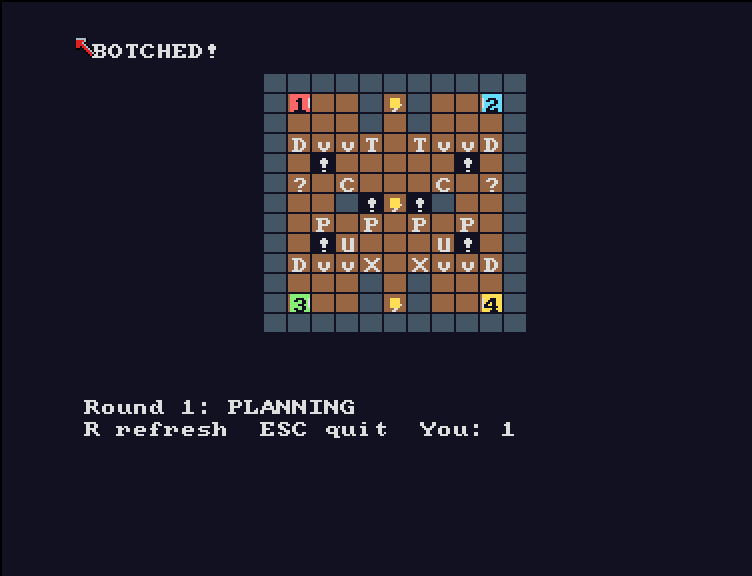 BOTCHED!
1 2
D v v T T v v D
! !
? C C ?
! !
P P P P
! U U !
D v v X X v v D
3 4
Round 1: PLANNING
R refresh ESC quit You: 1